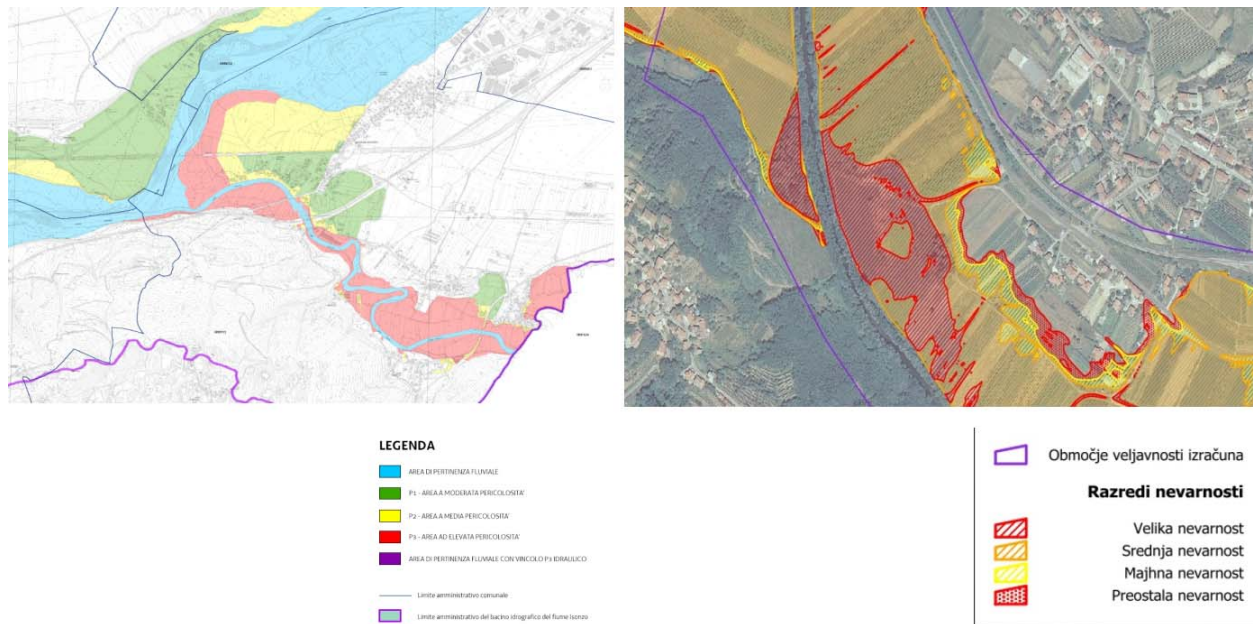 LEGENDA
AREA DI PERTINENZA FLUVIALE
P1 - AREA A MODERATA PERICOLOSITA'
P2 - AREA A MEDIA PERICOLOSITA'
P3 - AREA AD ELEVATA PERICOLOSITA'
AREA DI PERTINENZA FLUVIALE CON VINCOLO P3 IDRAULICO
Limite amministrativo comunale
Limite amministrativo del bacino idrografico del fiume Isonzo
Območje veljavnosti izračuna
Razredi nevarnosti
Velika nevarnost
Srednja nevarnost
Majhna nevarnost
Preostala nevarnost